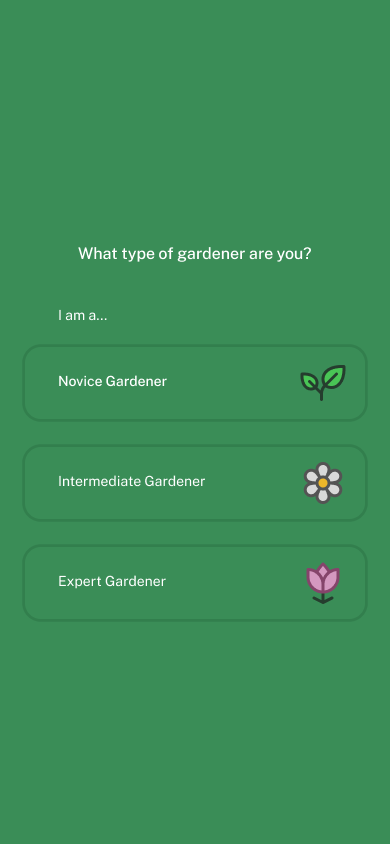 What type of gardener are you?
I am a...
Novice Gardener
Intermediate Gardener
Expert Gardener